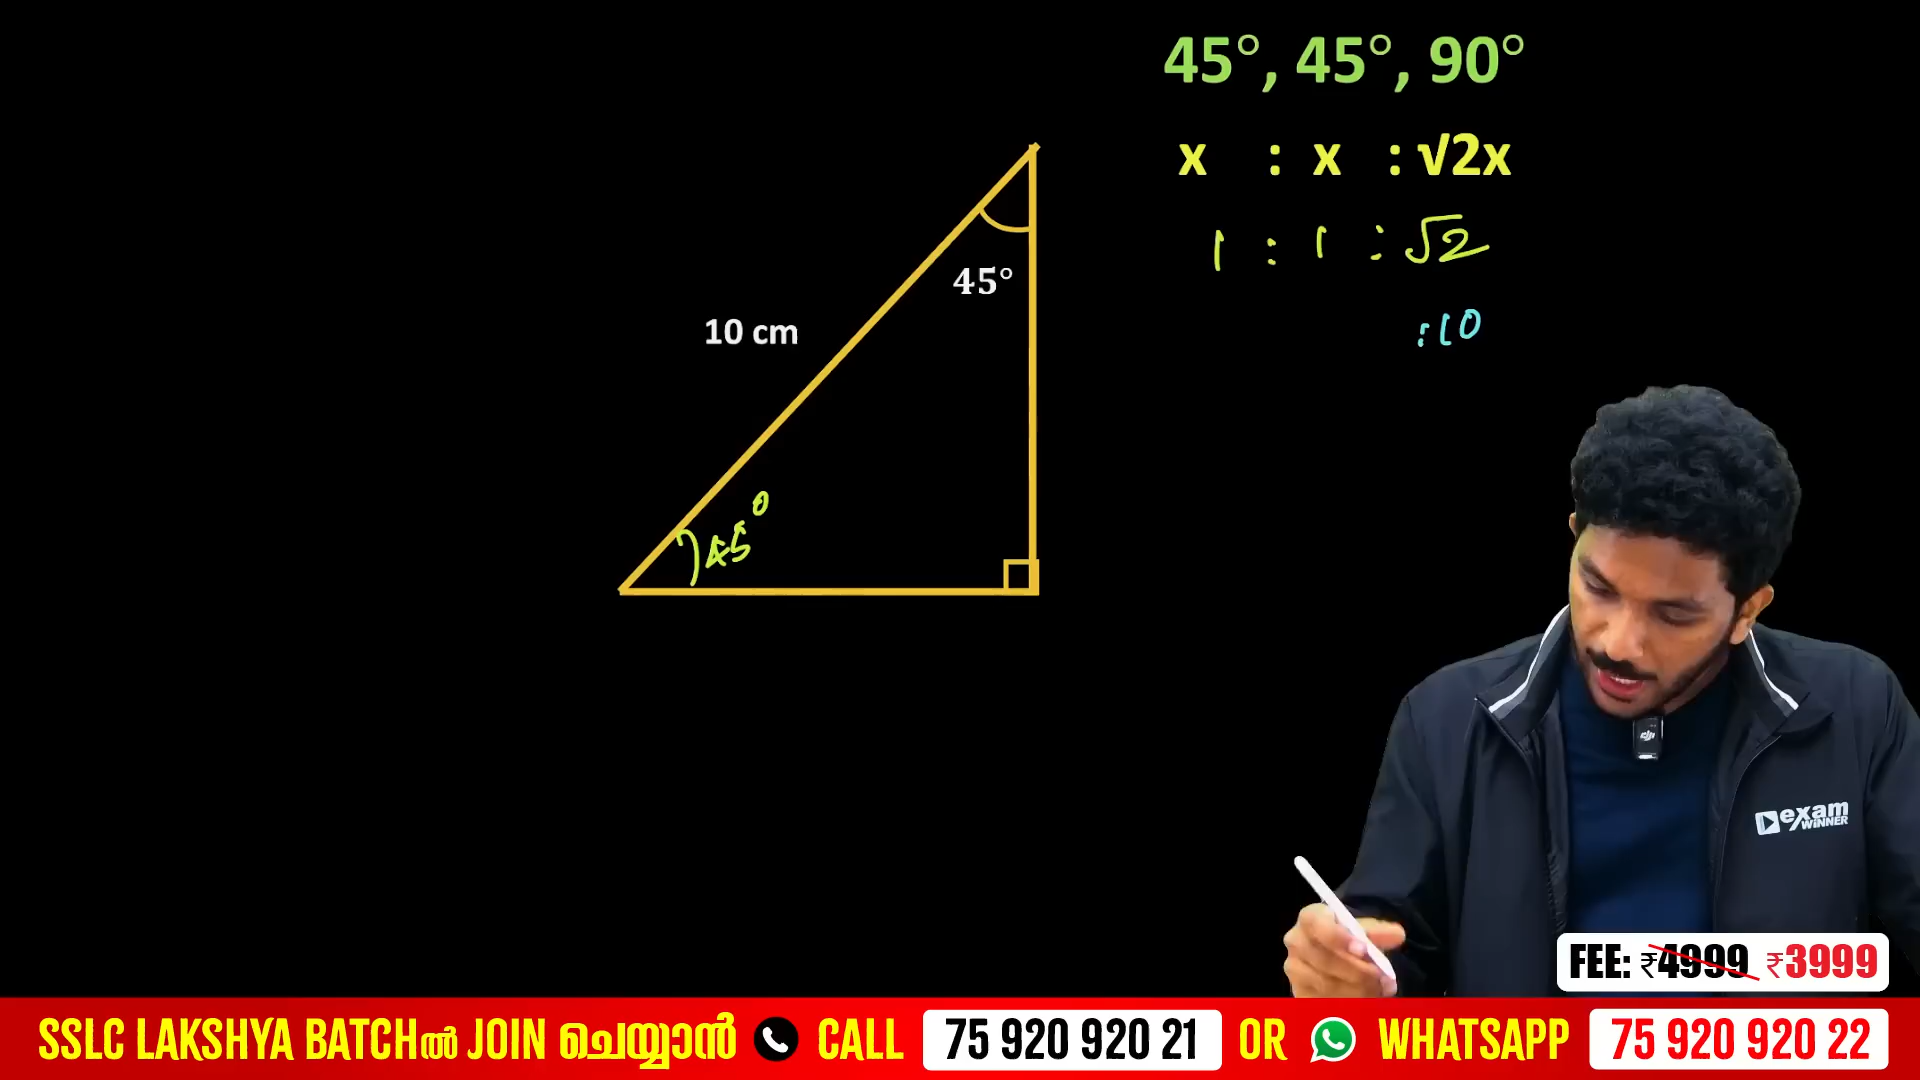 45°, 45°, 90°
x : x : √2x
1 : 1 : √2
:10
45°
10 cm
45°
exam
WINNER
FEE: ₹4999 ₹3999
SSLC LAKSHYA BATCHൽ JOIN ചെയ്യാൻ CALL 75 920 920 21 OR WHATSAPP 75 920 920 22